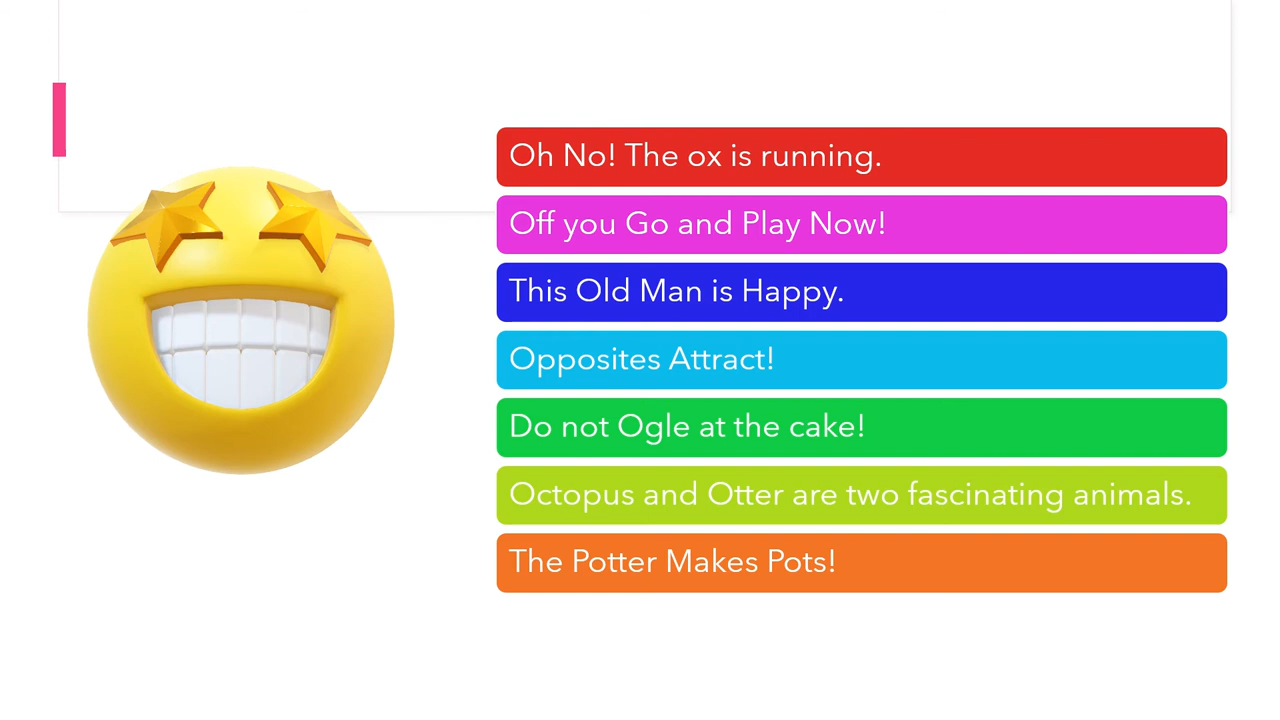 Oh No! The ox is running.
Off you Go and Play Now!
This Old Man is Happy.
Opposites Attract!
Do not Ogle at the cake!
Octopus and Otter are two fascinating animals.
The Potter Makes Pots!